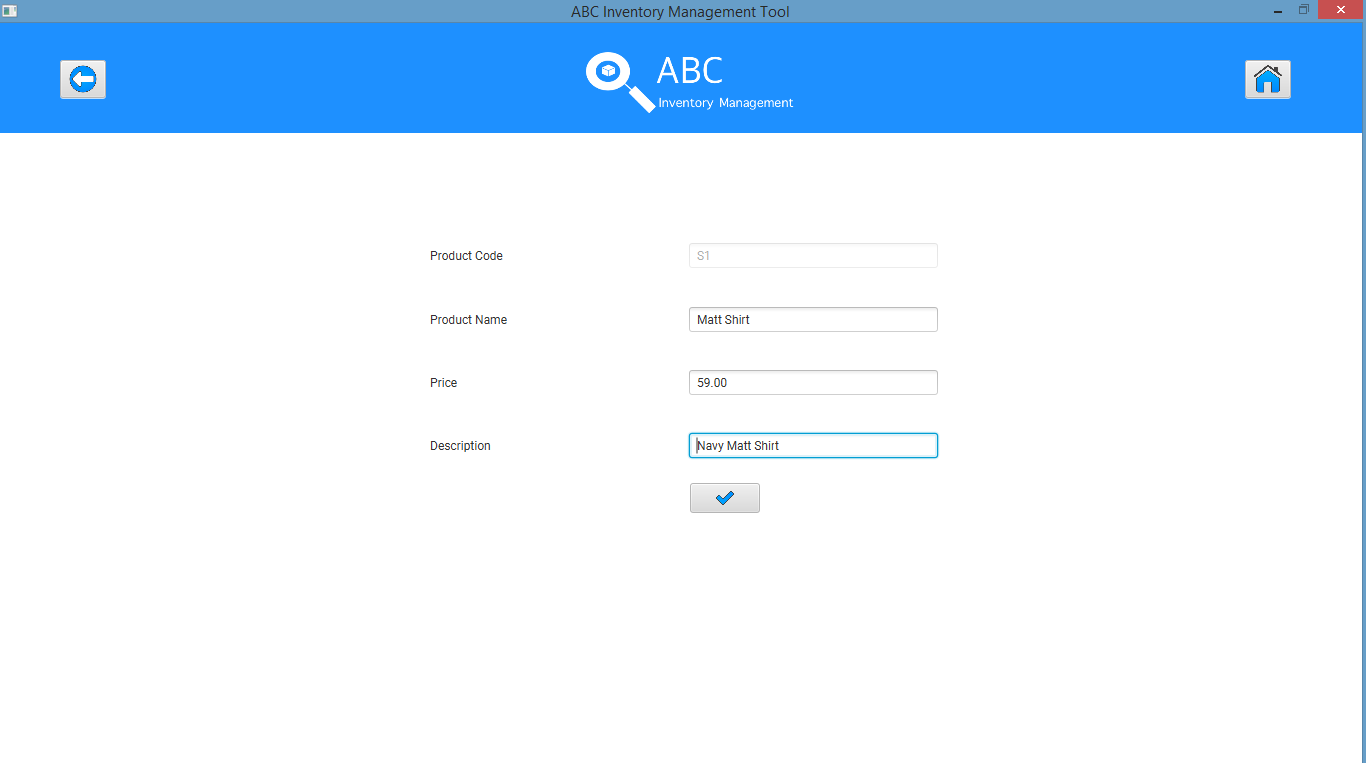 ABC Inventory Management Tool
ABC
Inventory Management
Product Code S1
Product Name Matt Shirt
Price 59.00
Description Navy Matt Shirt